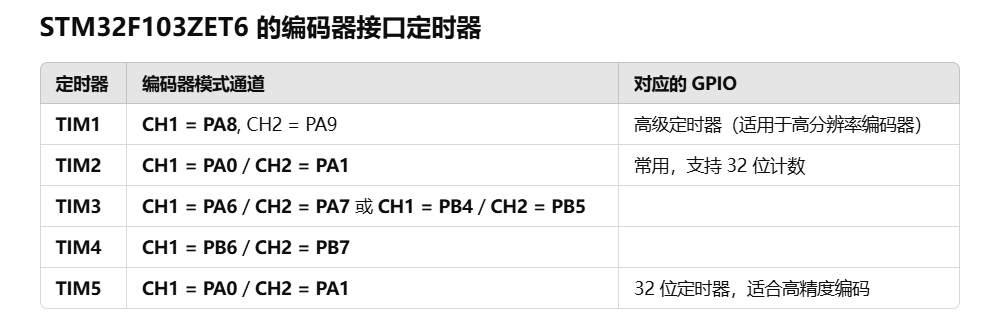 STM32F103ZET6 的编码器接口定时器
定时器 编码器模式通道 对应的 GPIO
TIM1 CH1 = PA8, CH2 = PA9 高级定时器（适用于高分辨率编码器）
TIM2 CH1 = PA0 / CH2 = PA1 常用，支持 32 位计数
TIM3 CH1 = PA6 / CH2 = PA7 或 CH1 = PB4 / CH2 = PB5
TIM4 CH1 = PB6 / CH2 = PB7
TIM5 CH1 = PA0 / CH2 = PA1 32 位定时器，适合高精度编码